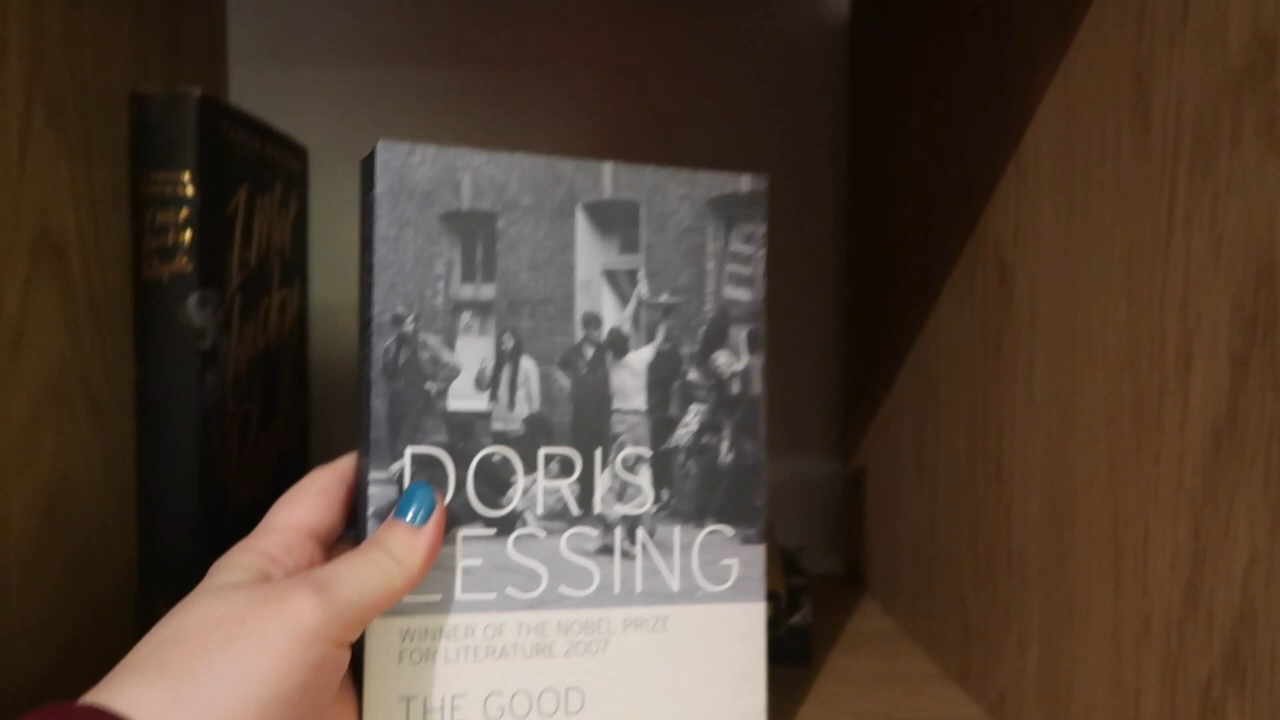 DORIS
LESSING
WINNER OF THE NOBEL PRIZE
FOR LITERATURE 2007
THE GOOD